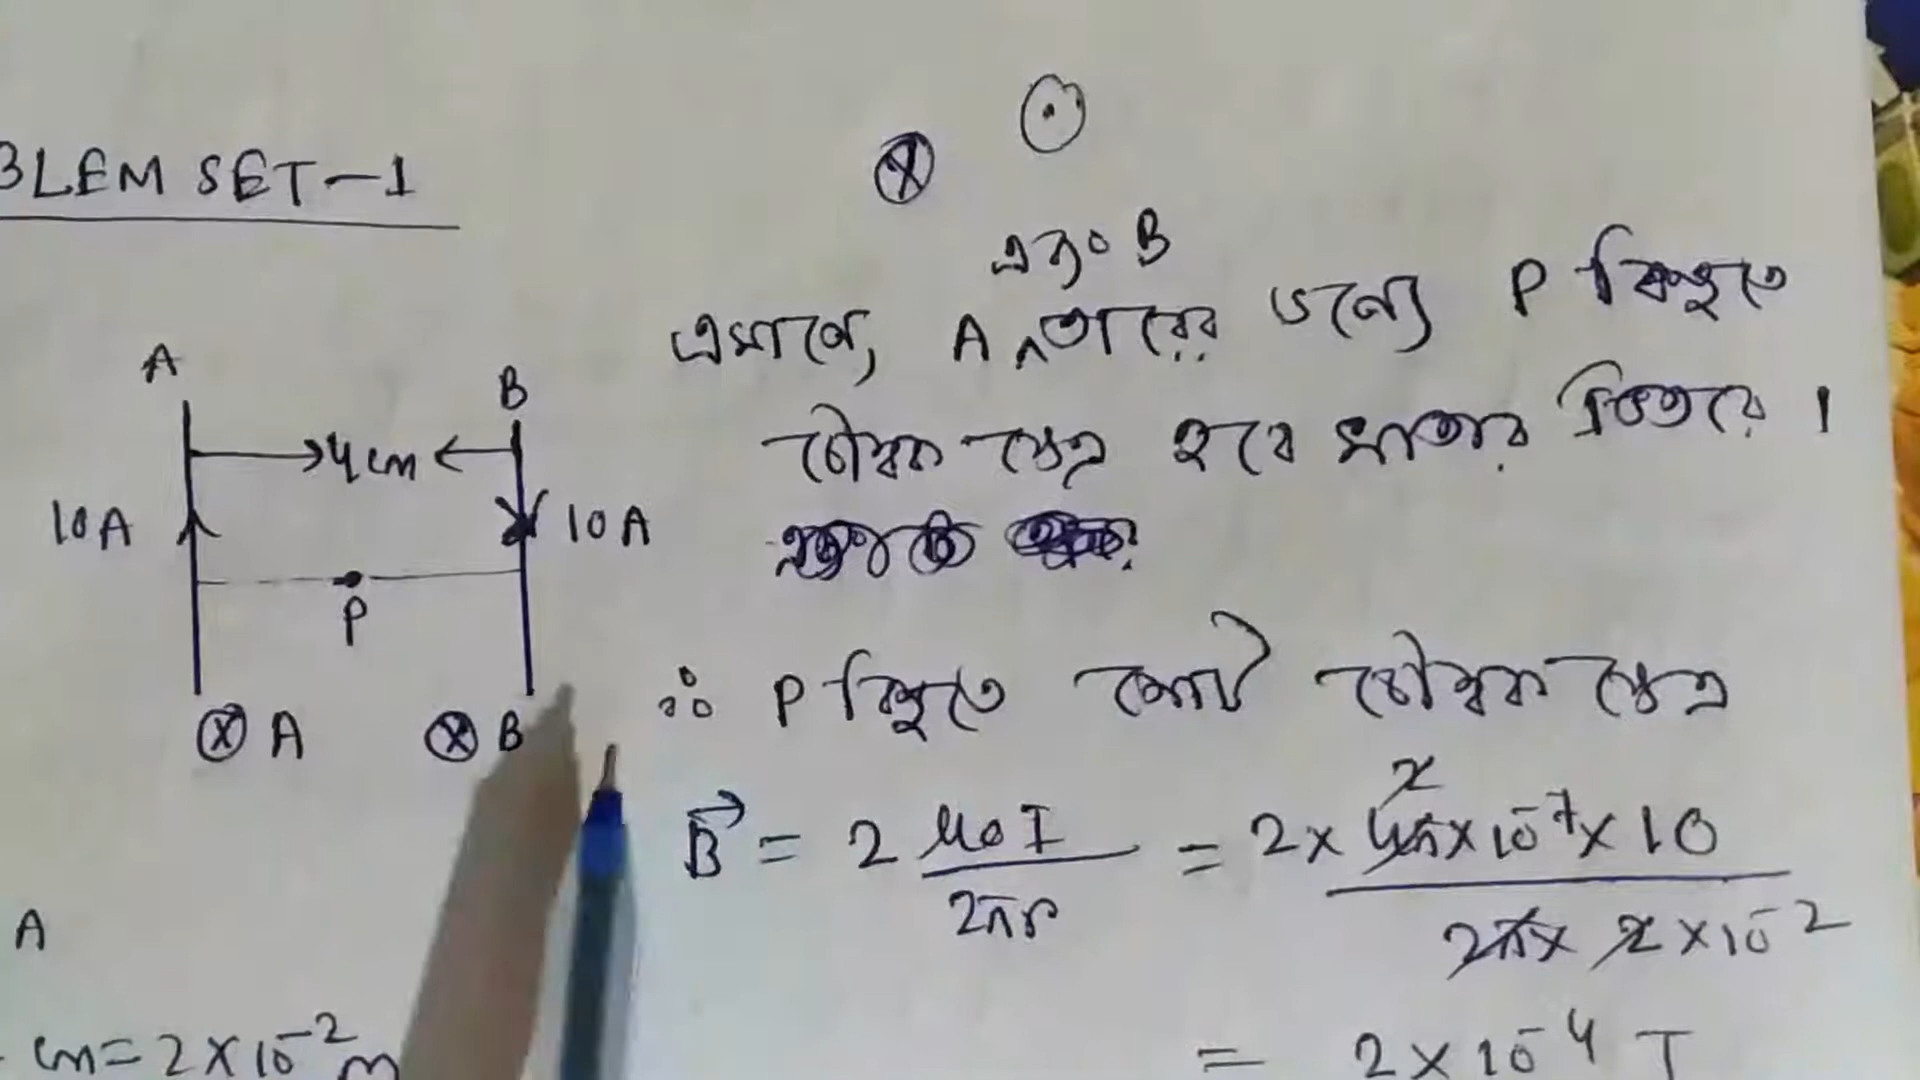 BLEM SET-1
A
B
4cm
10A
10A
P
ⓧ A
ⓧ B
A
cm = 2×10⁻² m
ⓧ ⊙
এবং B
এখানে, A ∧ তারের জন্যে P বিন্দুতে
চৌম্বক ক্ষেত্র হবে খাতার ভিতরে।
∴ P বিন্দুতে মোট চৌম্বক ক্ষেত্র
B⃗ = 2 μ₀I / 2πr = 2 × 4π × 10⁻⁷ × 10 / 2π × 2 × 10⁻²
= 2 × 10⁻⁴ T